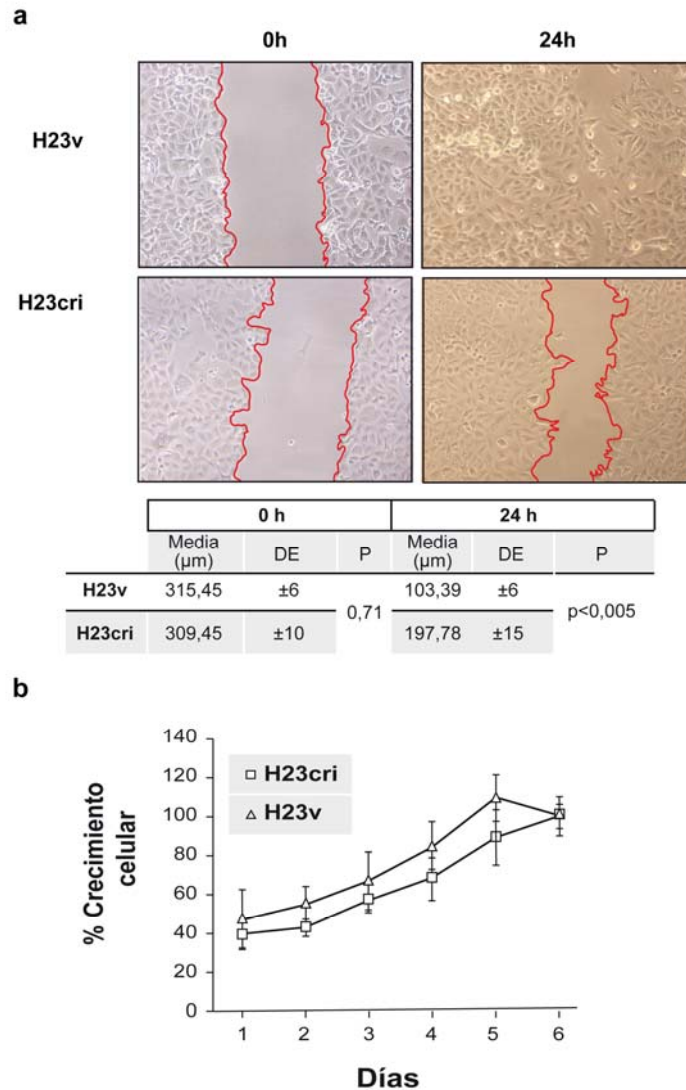 a
0h 24h
H23v
H23cri
0 h 24 h
Media (µm) DE P Media (µm) DE P
H23v 315,45 ±6 0,71 103,39 ±6 p<0,005
H23cri 309,45 ±10 197,78 ±15
b
140
120
100
80
60
40
20
0
% Crecimiento celular
H23cri
H23v
1 2 3 4 5 6
Días